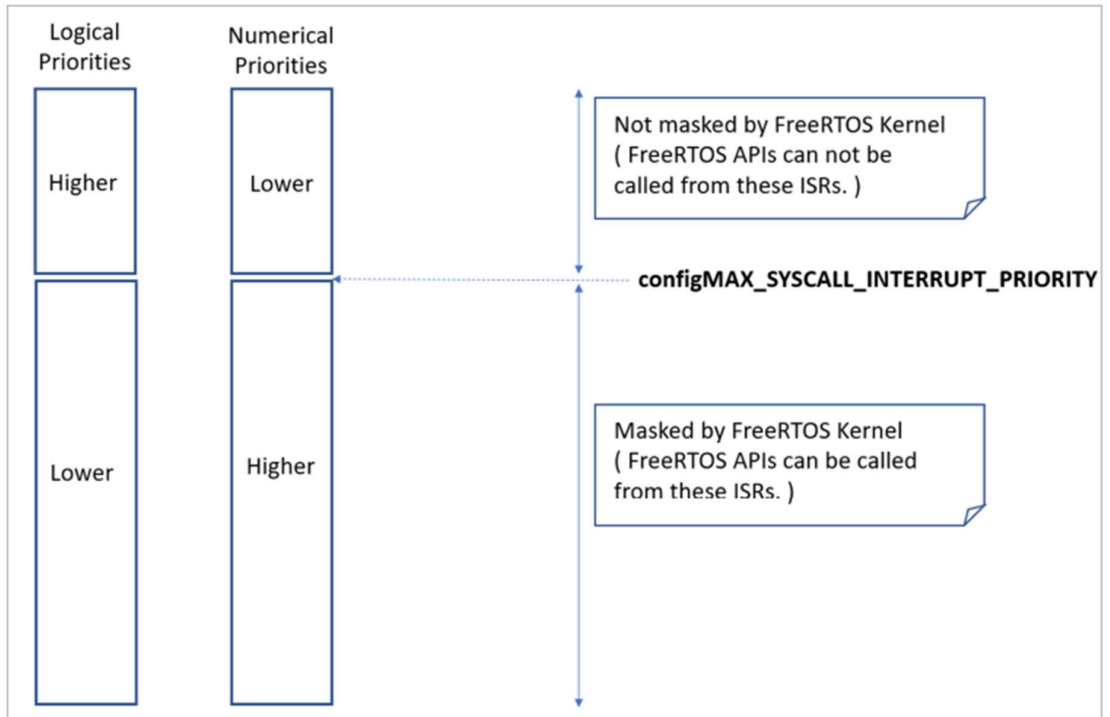 Logical
Priorities
Numerical
Priorities
Higher
Lower
Not masked by FreeRTOS Kernel
( FreeRTOS APIs can not be
called from these ISRs. )
configMAX_SYSCALL_INTERRUPT_PRIORITY
Lower
Higher
Masked by FreeRTOS Kernel
( FreeRTOS APIs can be called
from these ISRs. )